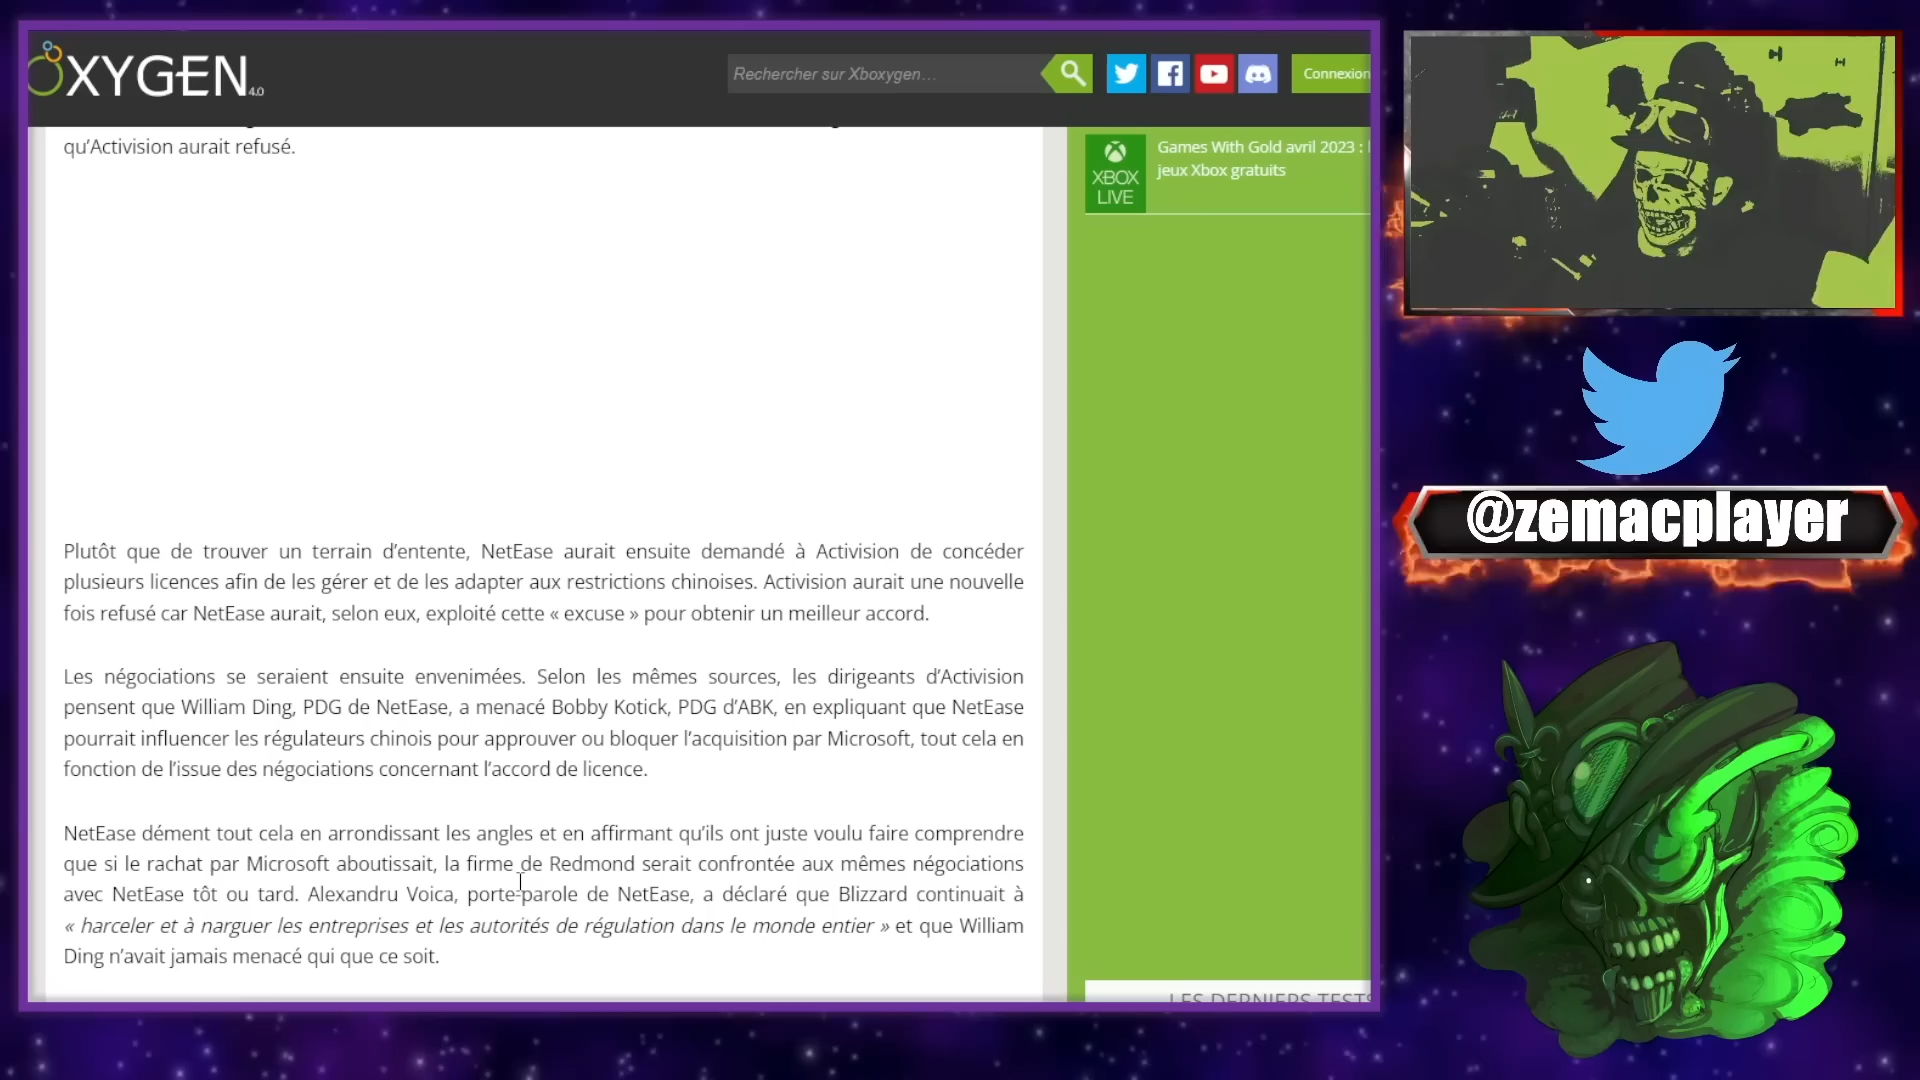 XYGEN 4.0
Rechercher sur Xboxygen…
Connexion
qu’Activision aurait refusé.
Plutôt que de trouver un terrain d’entente, NetEase aurait ensuite demandé à Activision de concéder
plusieurs licences afin de les gérer et de les adapter aux restrictions chinoises. Activision aurait une nouvelle
fois refusé car NetEase aurait, selon eux, exploité cette « excuse » pour obtenir un meilleur accord.
Les négociations se seraient ensuite envenimées. Selon les mêmes sources, les dirigeants d’Activision
pensent que William Ding, PDG de NetEase, a menacé Bobby Kotick, PDG d’ABK, en expliquant que NetEase
pourrait influencer les régulateurs chinois pour approuver ou bloquer l’acquisition par Microsoft, tout cela en
fonction de l’issue des négociations concernant l’accord de licence.
NetEase dément tout cela en arrondissant les angles et en affirmant qu’ils ont juste voulu faire comprendre
que si le rachat par Microsoft aboutissait, la firme de Redmond serait confrontée aux mêmes négociations
avec NetEase tôt ou tard. Alexandru Voica, porte-parole de NetEase, a déclaré que Blizzard continuait à
« harceler et à narguer les entreprises et les autorités de régulation dans le monde entier » et que William
Ding n’avait jamais menacé qui que ce soit.
XBOX
LIVE
Games With Gold avril 2023 :
jeux Xbox gratuits
LES DERNIERS TESTS
@zemacplayer